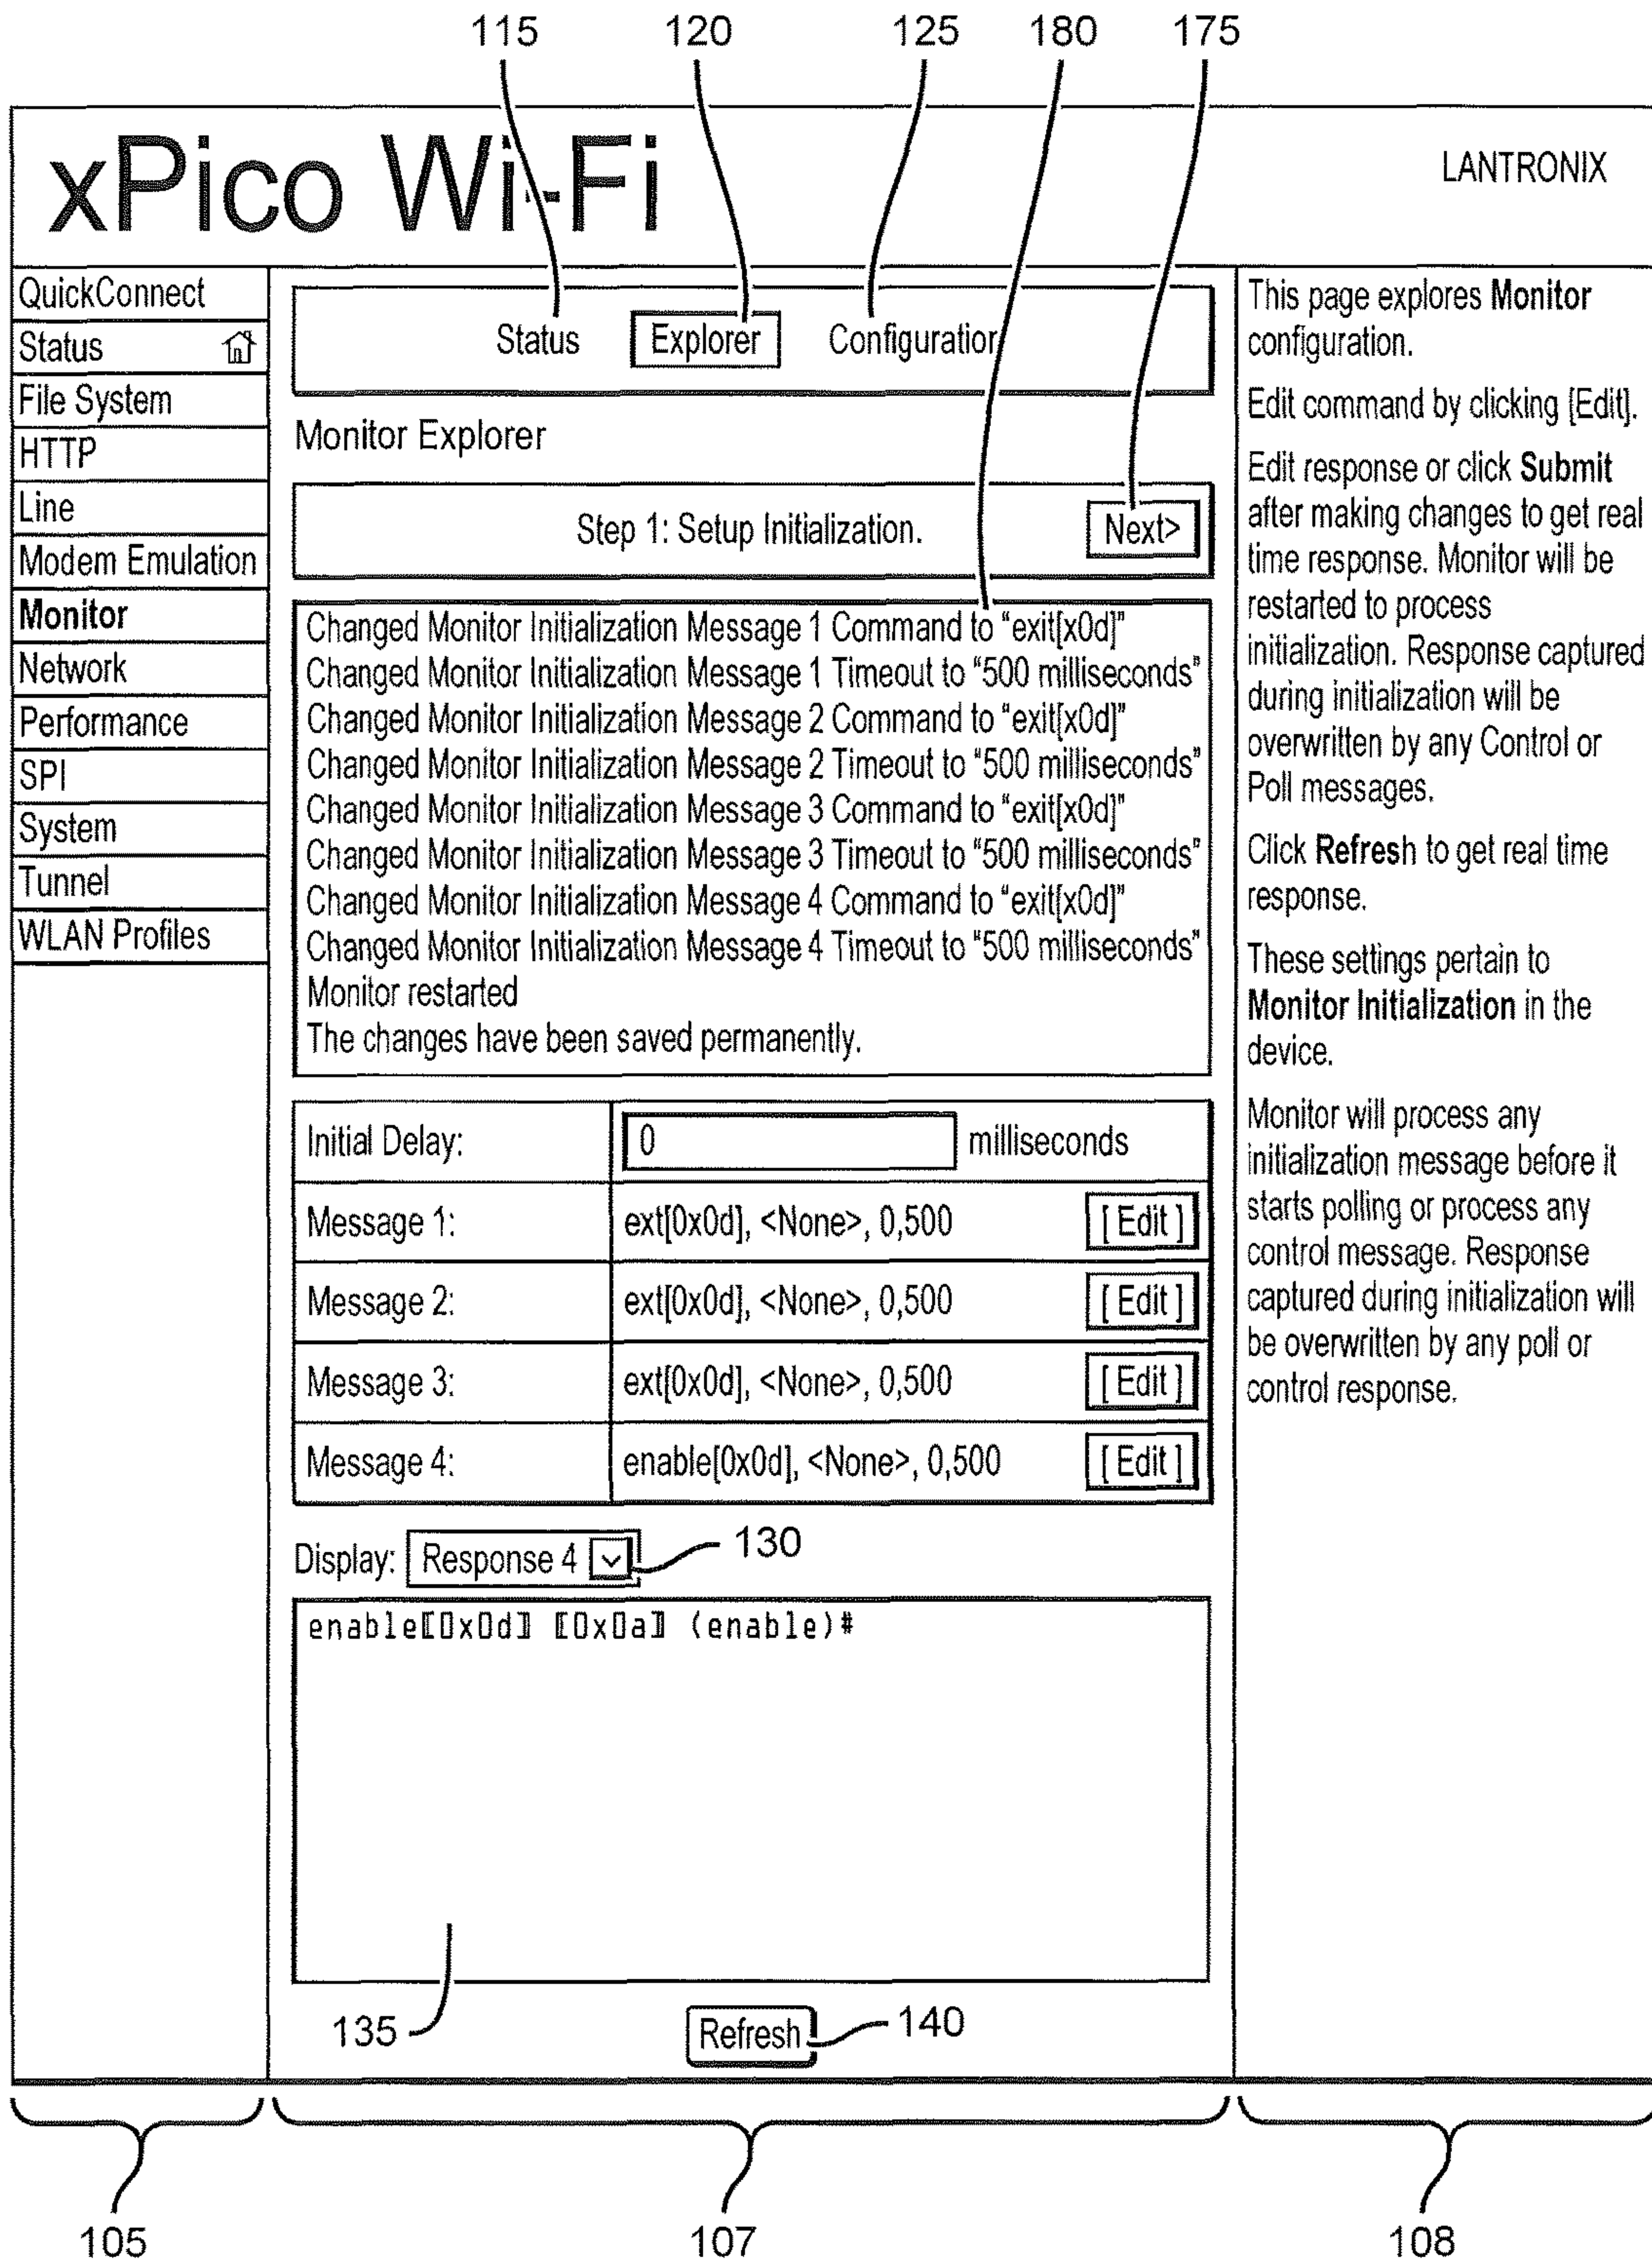 115 120 125 180 175
xPico Wi-Fi
LANTRONIX
QuickConnect
Status
File System
HTTP
Line
Modem Emulation
Monitor
Network
Performance
SPI
System
Tunnel
WLAN Profiles
Status Explorer Configuration
Monitor Explorer
Step 1: Setup Initialization. Next>
Changed Monitor Initialization Message 1 Command to "exit[x0d]"
Changed Monitor Initialization Message 1 Timeout to "500 milliseconds"
Changed Monitor Initialization Message 2 Command to "exit[x0d]"
Changed Monitor Initialization Message 2 Timeout to "500 milliseconds"
Changed Monitor Initialization Message 3 Command to "exit[x0d]"
Changed Monitor Initialization Message 3 Timeout to "500 milliseconds"
Changed Monitor Initialization Message 4 Command to "exit[x0d]"
Changed Monitor Initialization Message 4 Timeout to "500 milliseconds"
Monitor restarted
The changes have been saved permanently.
Initial Delay: 0 milliseconds
Message 1: ext[0x0d], <None>, 0,500 [ Edit ]
Message 2: ext[0x0d], <None>, 0,500 [ Edit ]
Message 3: ext[0x0d], <None>, 0,500 [ Edit ]
Message 4: enable[0x0d], <None>, 0,500 [ Edit ]
Display: Response 4 130
enable[0x0d] [0x0a] (enable)#
135 Refresh 140
This page explores Monitor
configuration.
Edit command by clicking [Edit].
Edit response or click Submit
after making changes to get real
time response. Monitor will be
restarted to process
initialization. Response captured
during initialization will be
overwritten by any Control or
Poll messages.
Click Refresh to get real time
response.
These settings pertain to
Monitor Initialization in the
device.
Monitor will process any
initialization message before it
starts polling or process any
control message. Response
captured during initialization will
be overwritten by any poll or
control response.
105 107 108